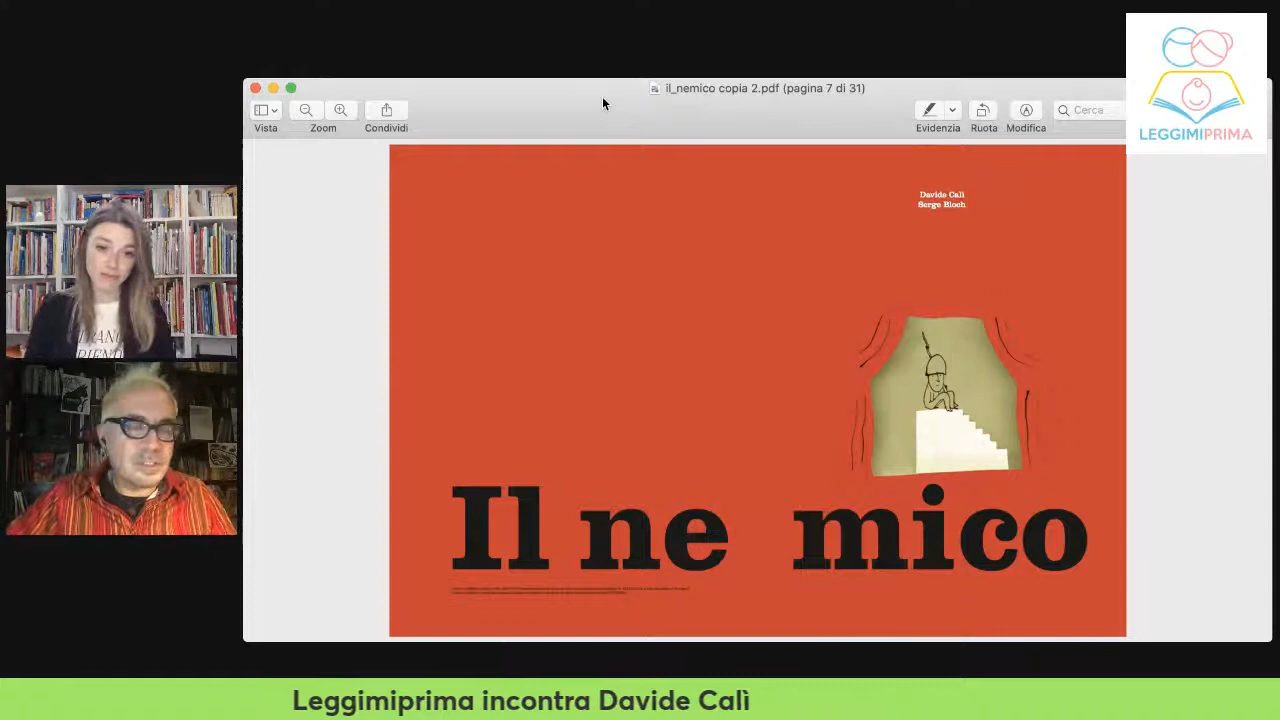 il_nemico copia 2.pdf (pagina 7 di 31)
Vista
Zoom
Condividi
Evidenzia
Ruota
Modifica
Cerca
LEGGIMIPRIMA
Davide Calì
Serge Bloch
Il ne mico
Leggimiprima incontra Davide Calì